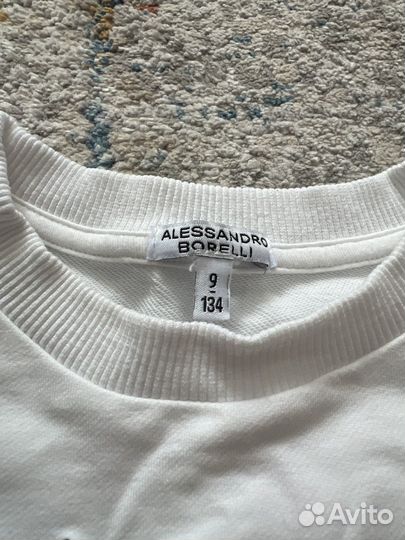 ALESSANDRO
BORELLI
9
-
134
Avito